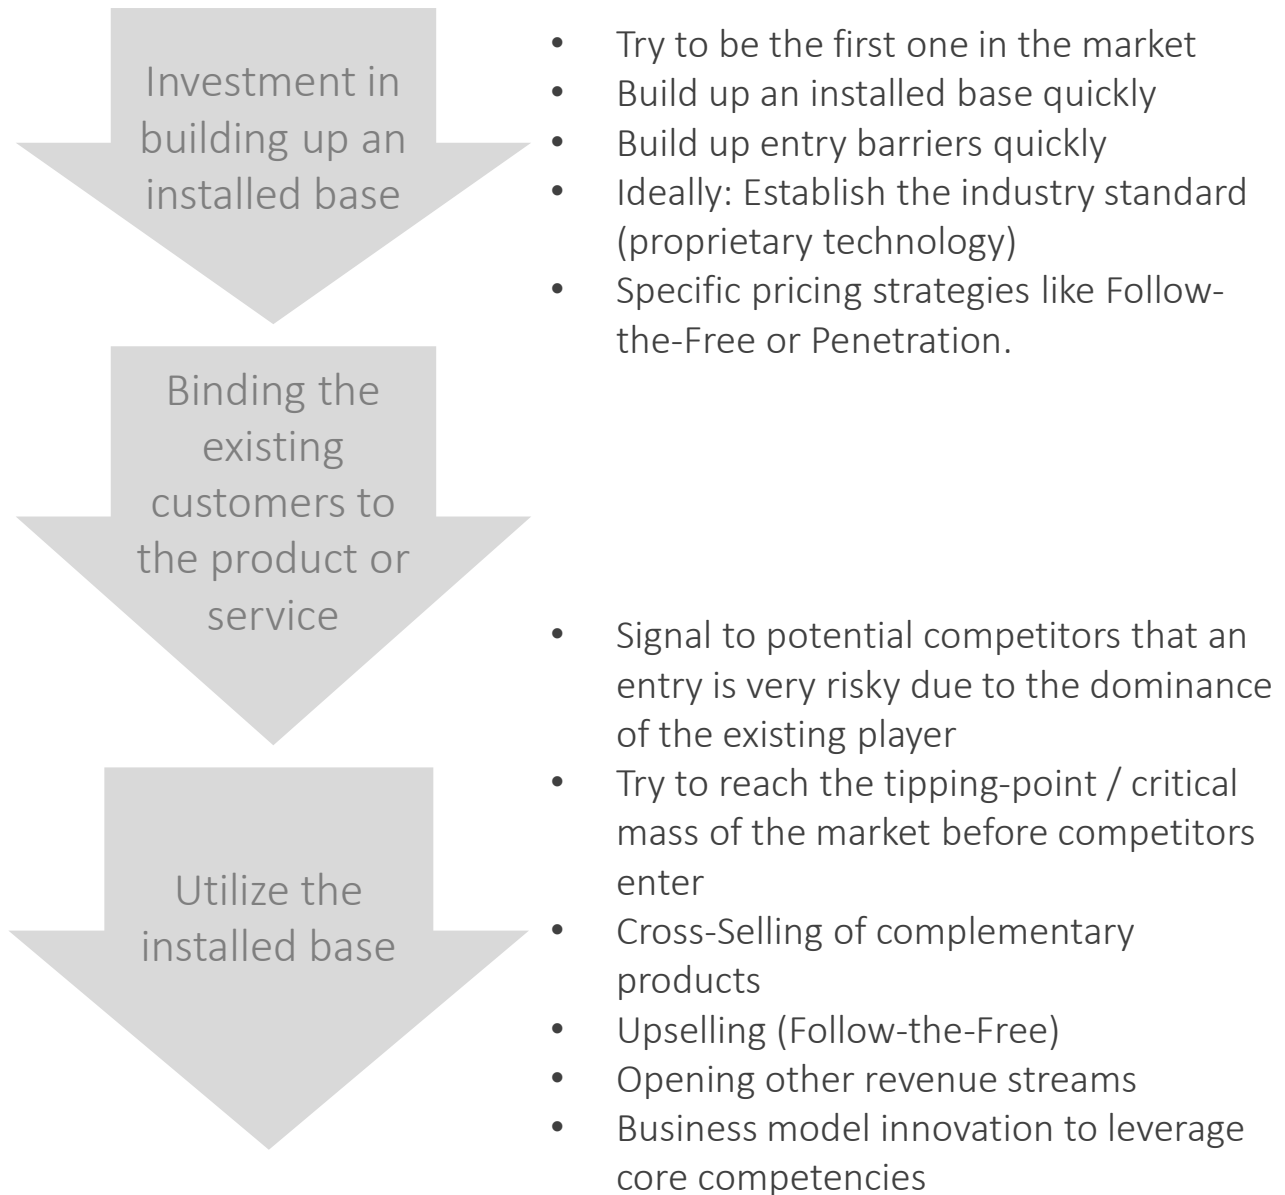 Investment in
building up an
installed base
• Try to be the first one in the market
• Build up an installed base quickly
• Build up entry barriers quickly
• Ideally: Establish the industry standard
(proprietary technology)
• Specific pricing strategies like Follow-
the-Free or Penetration.
Binding the
existing
customers to
the product or
service
• Signal to potential competitors that an
entry is very risky due to the dominance
of the existing player
• Try to reach the tipping-point / critical
mass of the market before competitors
enter
Utilize the
installed base
• Cross-Selling of complementary
products
• Upselling (Follow-the-Free)
• Opening other revenue streams
• Business model innovation to leverage
core competencies